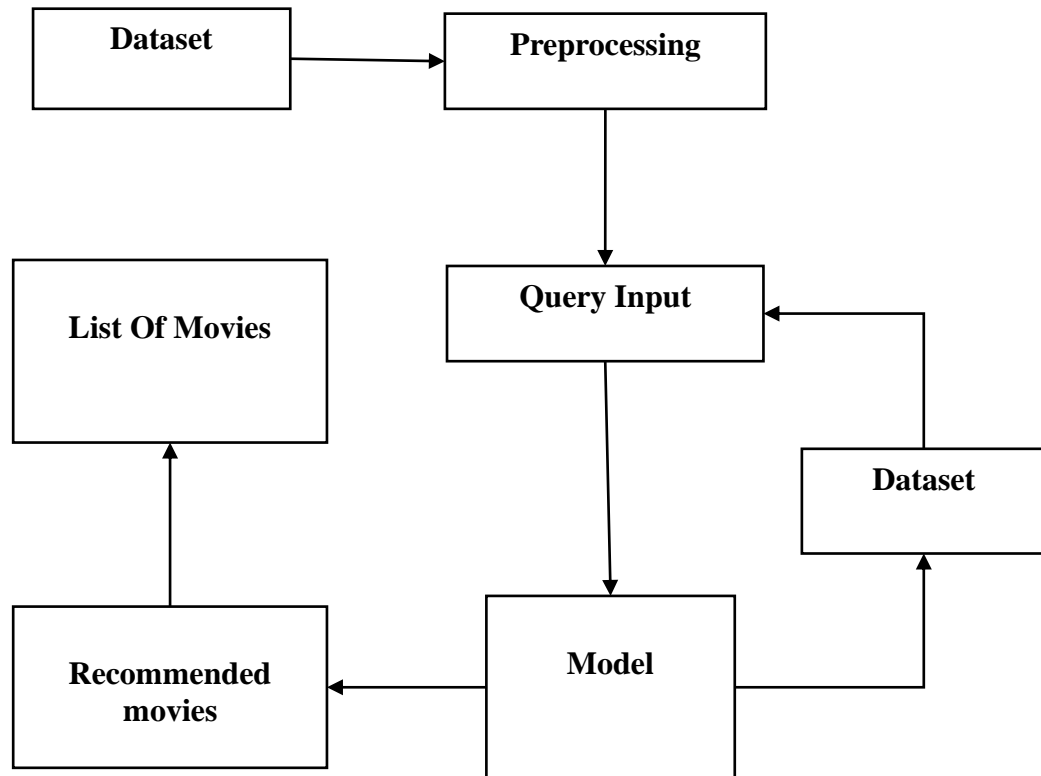 Dataset
Preprocessing
List Of Movies
Query Input
Dataset
Recommended
movies
Model